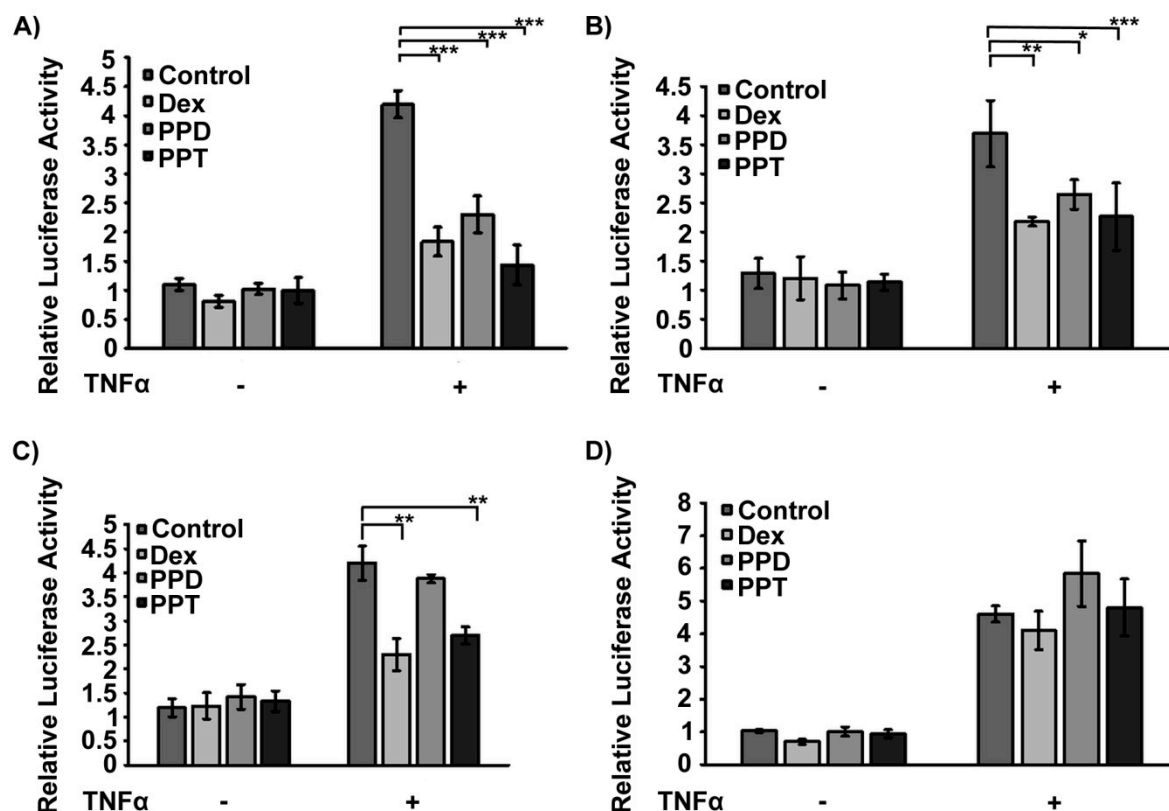 A)
Relative Luciferase Activity
5
4.5
4
3.5
3
2.5
2
1.5
1
0.5
0
Control
Dex
PPD
PPT
***
***
***
TNFα - +
B)
Relative Luciferase Activity
5
4.5
4
3.5
3
2.5
2
1.5
1
0.5
0
Control
Dex
PPD
PPT
***
*
**
TNFα - +
C)
Relative Luciferase Activity
5
4.5
4
3.5
3
2.5
2
1.5
1
0.5
0
Control
Dex
PPD
PPT
**
**
TNFα - +
D)
Relative Luciferase Activity
8
7
6
5
4
3
2
1
0
Control
Dex
PPD
PPT
TNFα - +